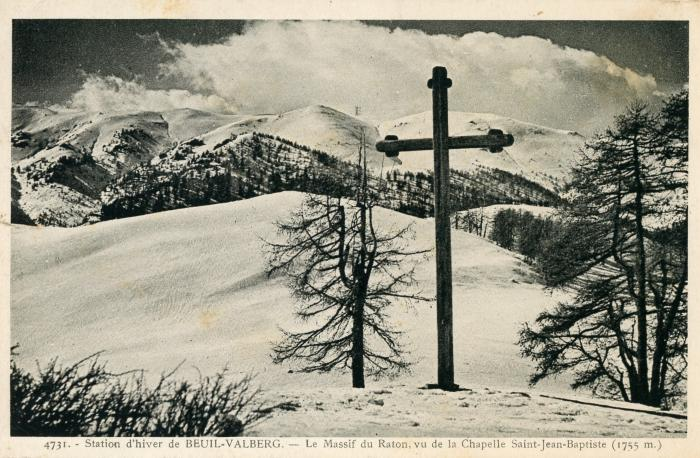 4731. - Station d'hiver de BEUIL-VALBERG. — Le Massif du Raton, vu de la Chapelle Saint-Jean-Baptiste (1755 m.)